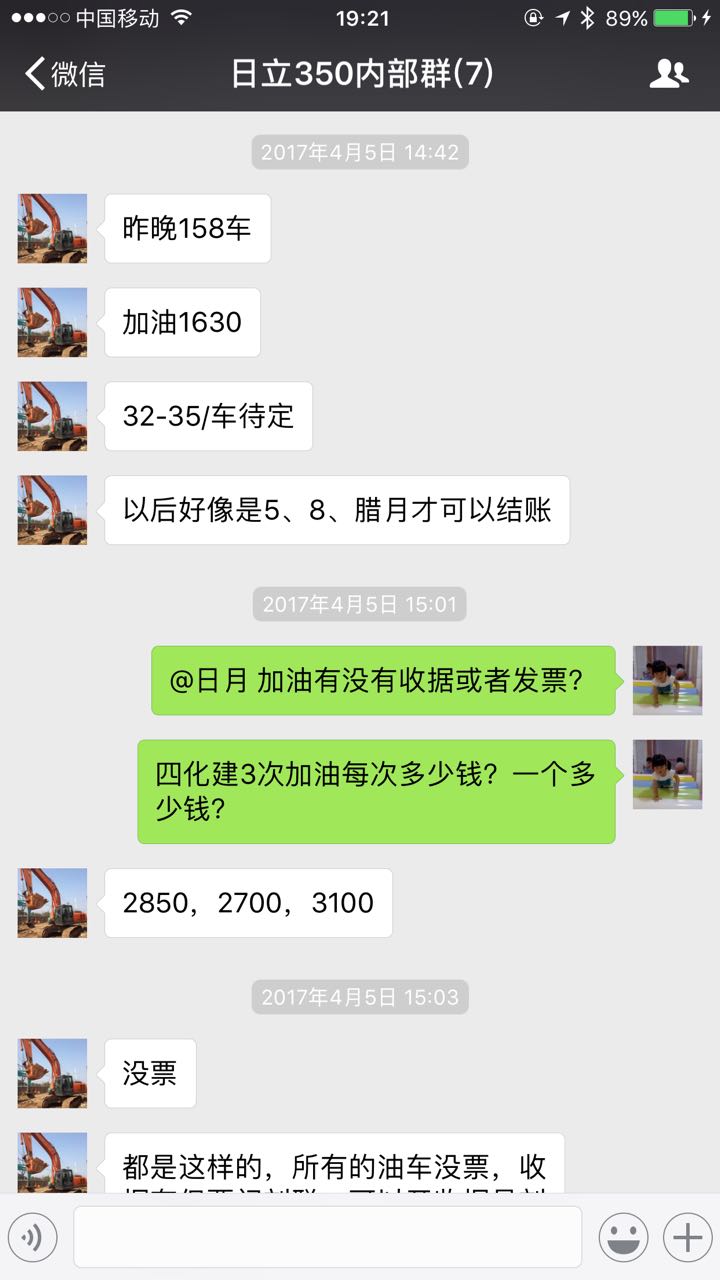 中国移动 19:21 89%
微信 日立350内部群(7)
2017年4月5日 14:42
昨晚158车
加油1630
32-35/车待定
以后好像是5、8、腊月才可以结账
2017年4月5日 15:01
@日月 加油有没有收据或者发票?
四化建3次加油每次多少钱？一个多
少钱?
2850，2700，3100
2017年4月5日 15:03
没票
都是这样的，所有的油车没票，收